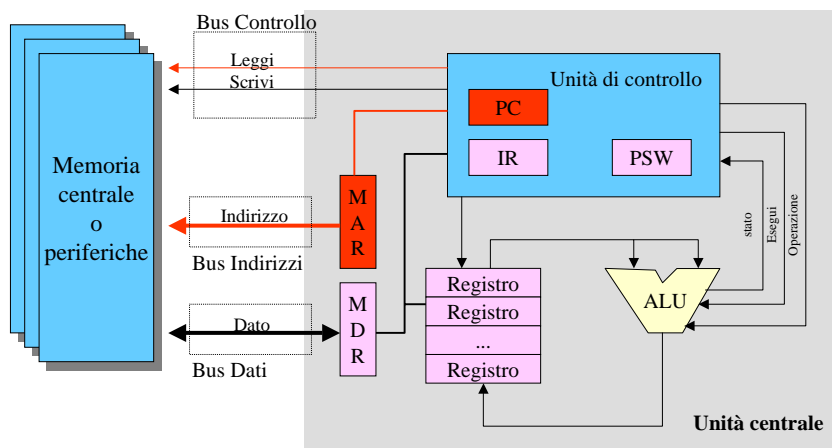 Bus Controllo
Leggi
Scrivi
Unità di controllo
PC
IR
PSW
Memoria
centrale
o
periferiche
Indirizzo
Bus Indirizzi
M
A
R
stato
Esegui
Operazione
Registro
Registro
...
Registro
ALU
Dato
Bus Dati
M
D
R
Unità centrale